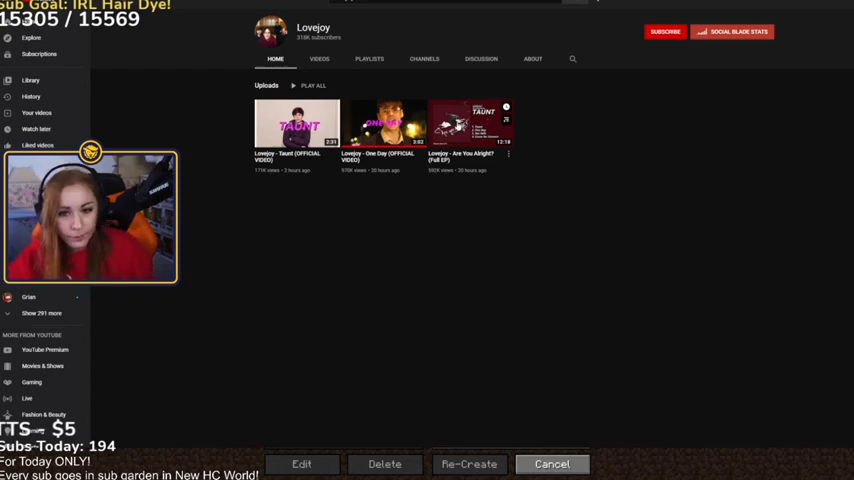 Sub Goal: IRL Hair Dye!
15305 / 15569
Explore
Subscriptions
Library
History
Your videos
Watch later
Liked videos
Grian
Show 291 more
MORE FROM YOUTUBE
YouTube Premium
Movies & Shows
Gaming
Live
Fashion & Beauty
TTS - $5
Subs Today: 194
For Today ONLY!
Every sub goes in sub garden in New HC World!
Lovejoy
318K subscribers
SUBSCRIBE
SOCIAL BLADE STATS
HOME
VIDEOS
PLAYLISTS
CHANNELS
DISCUSSION
ABOUT
Uploads
PLAY ALL
TAUNT
2:31
ONE DAY
3:02
TAUNT
12:18
Lovejoy - Taunt (OFFICIAL
VIDEO)
171K views • 2 hours ago
Lovejoy - One Day (OFFICIAL
VIDEO)
978K views • 20 hours ago
Lovejoy - Are You Alright?
(Full EP)
592K views • 20 hours ago
Edit
Delete
Re-Create
Cancel